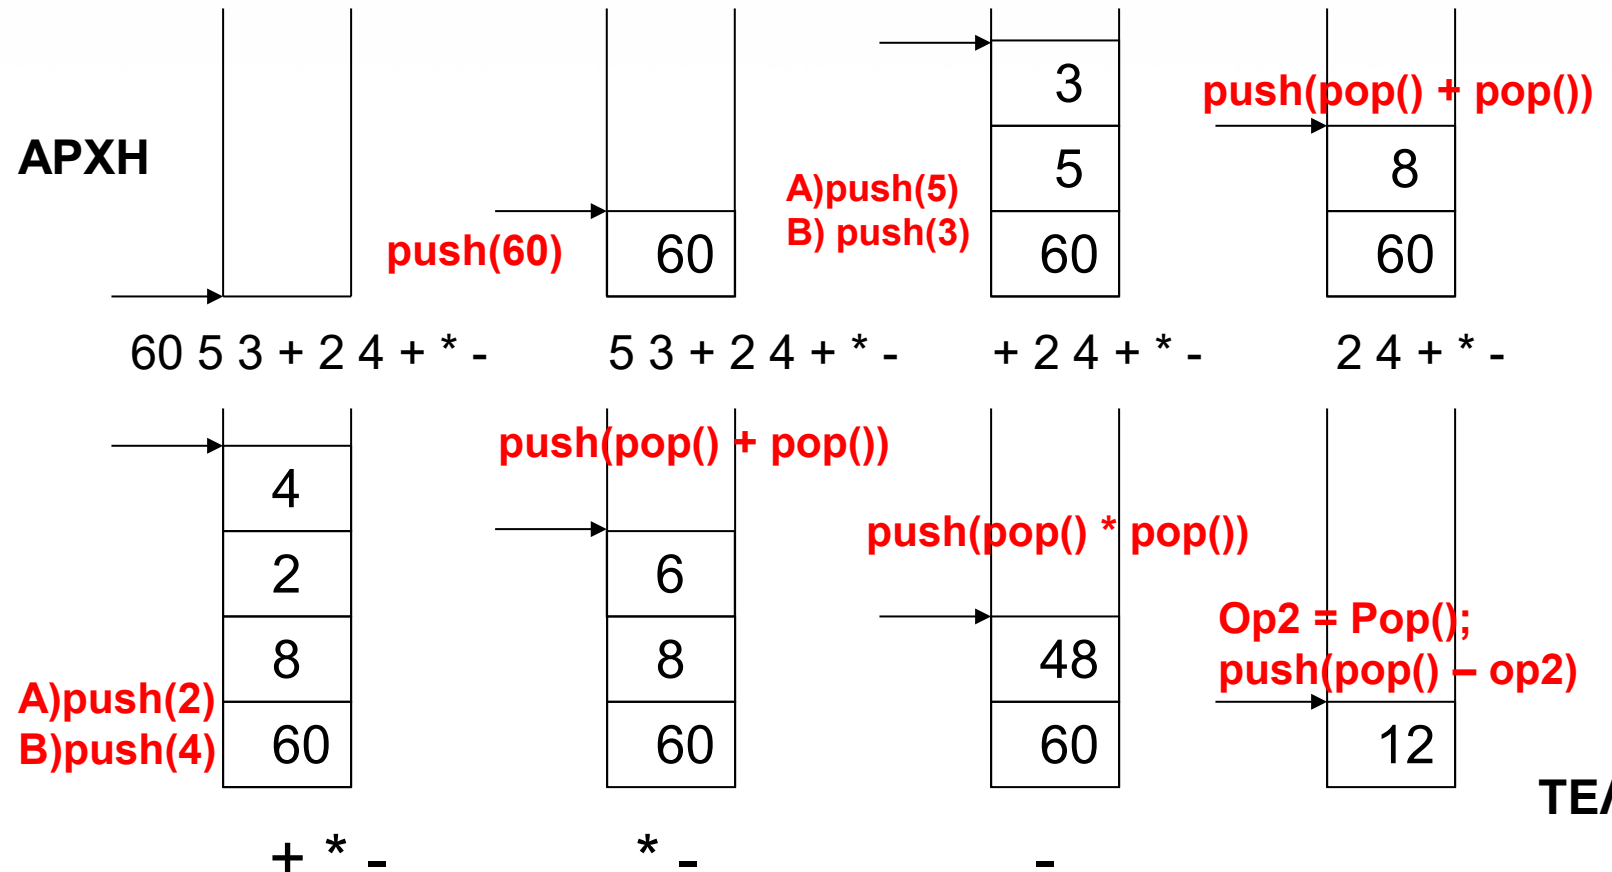 ΑΡΧΗ
push(60)
60
A)push(5)
B) push(3)
3
5
60
push(pop() + pop())
8
60
60 5 3 + 2 4 + * -
5 3 + 2 4 + * -
+ 2 4 + * -
2 4 + * -
A)push(2)
B)push(4)
4
2
8
60
push(pop() + pop())
6
8
60
push(pop() * pop())
48
60
Op2 = Pop();
push(pop() – op2)
12
+ * -
* -
-